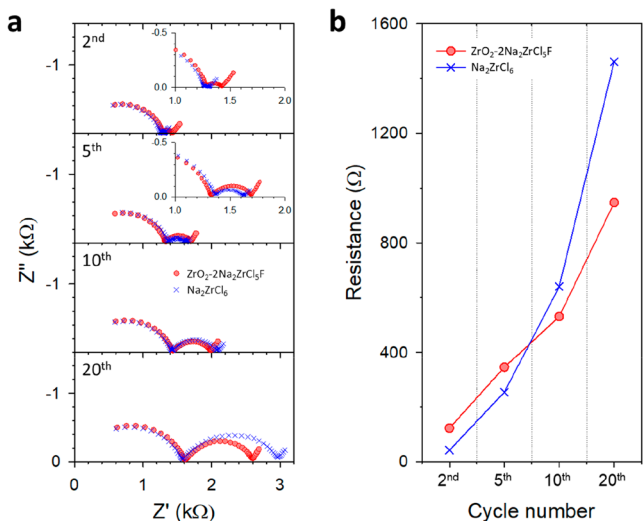 a
2nd
-0.5
0.0
1.0
1.5
2.0
-1
5th
-0.5
0.0
1.0
1.5
2.0
-1
10th
ZrO2-2Na2ZrCl5F
Na2ZrCl6
-1
20th
-1
0
0
1
2
3
Z'' (kΩ)
Z' (kΩ)
b
ZrO2-2Na2ZrCl5F
Na2ZrCl6
1600
1200
800
400
0
Resistance (Ω)
2nd
5th
10th
20th
Cycle number